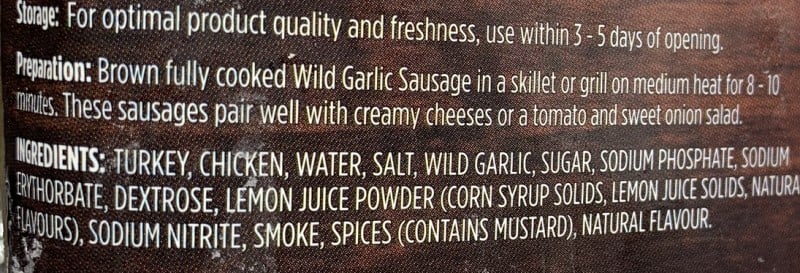 Storage: For optimal product quality and freshness, use within 3 - 5 days of opening.
Preparation: Brown fully cooked Wild Garlic Sausage in a skillet or grill on medium heat for 8 - 10
minutes. These sausages pair well with creamy cheeses or a tomato and sweet onion salad.
INGREDIENTS: TURKEY, CHICKEN, WATER, SALT, WILD GARLIC, SUGAR, SODIUM PHOSPHATE, SODIUM
ERYTHORBATE, DEXTROSE, LEMON JUICE POWDER (CORN SYRUP SOLIDS, LEMON JUICE SOLIDS, NATURAL
FLAVOURS), SODIUM NITRITE, SMOKE, SPICES (CONTAINS MUSTARD), NATURAL FLAVOUR.